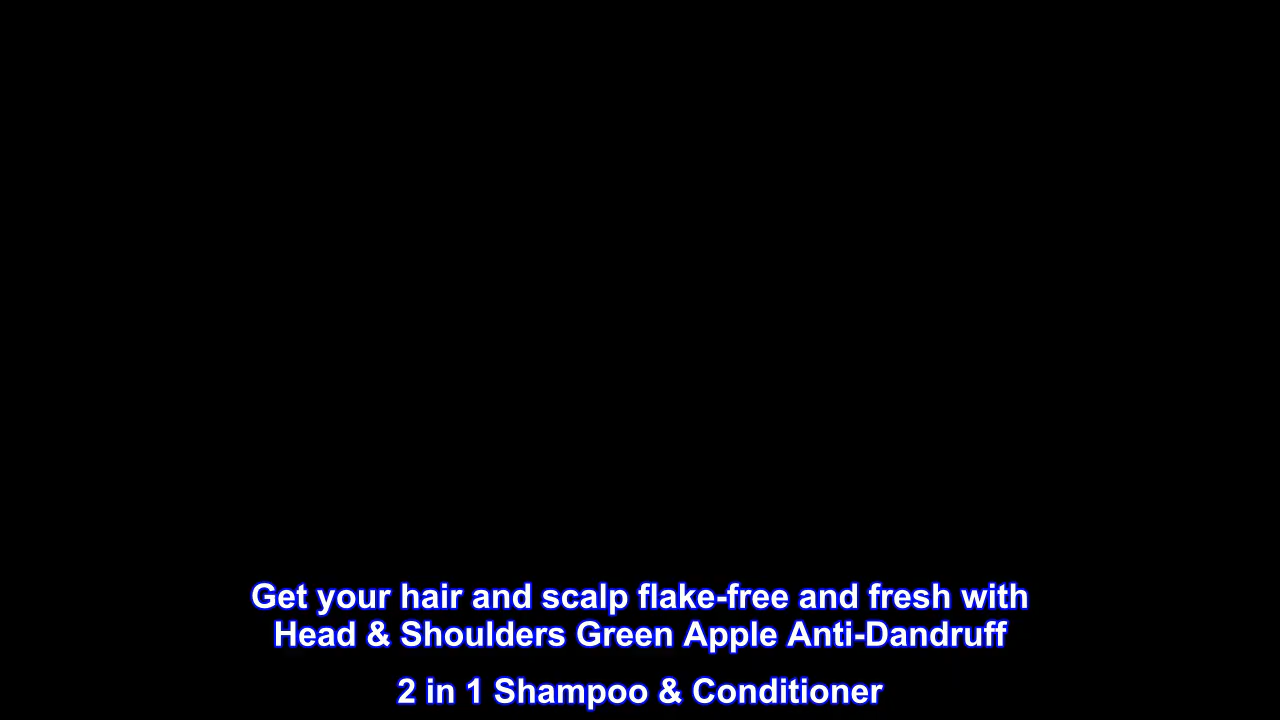 Get your hair and scalp flake-free and fresh with
Head & Shoulders Green Apple Anti-Dandruff
2 in 1 Shampoo & Conditioner